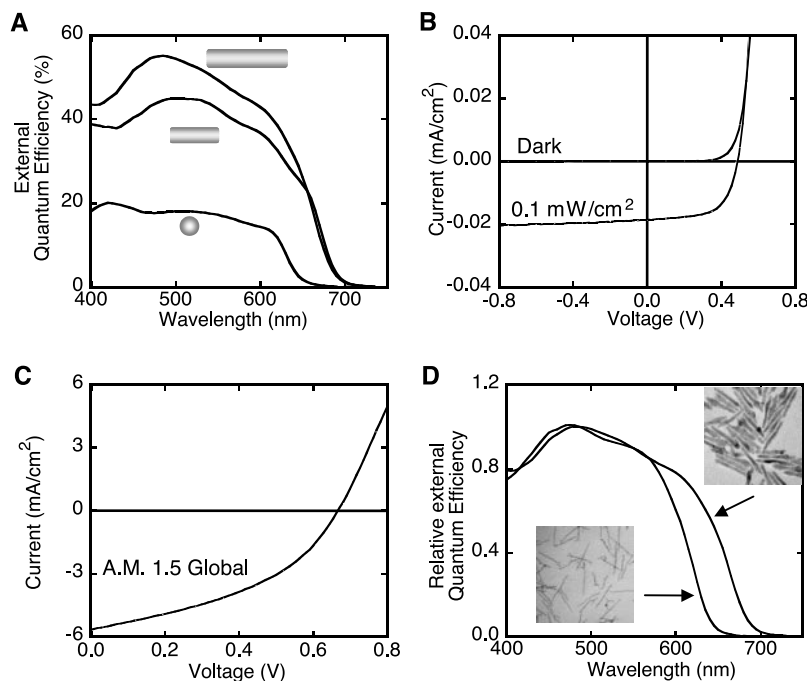 A
External
Quantum Efficiency (%)
60
40
20
0
400
500
600
700
Wavelength (nm)
B
Current (mA/cm²)
0.04
0.02
0.00
-0.02
-0.04
Dark
0.1 mW/cm²
-0.8
-0.4
0.0
0.4
0.8
Voltage (V)
C
Current (mA/cm²)
6
3
0
-3
-6
A.M. 1.5 Global
0.0
0.2
0.4
0.6
0.8
Voltage (V)
D
Relative external
Quantum Efficiency
1.2
0.8
0.4
0.0
400
500
600
700
Wavelength (nm)